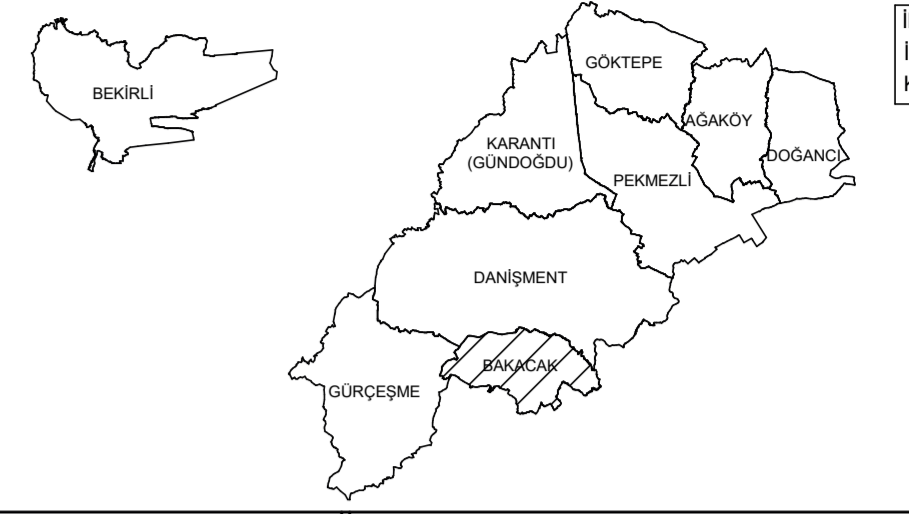 GÖKTEPE
BEKİRLİ
AĞAKÖY
KARANTI
(GÜNDOĞDU)
DOĞANCI
PEKMEZLİ
DANİŞMENT
BAKACAK
GÜRÇEŞME